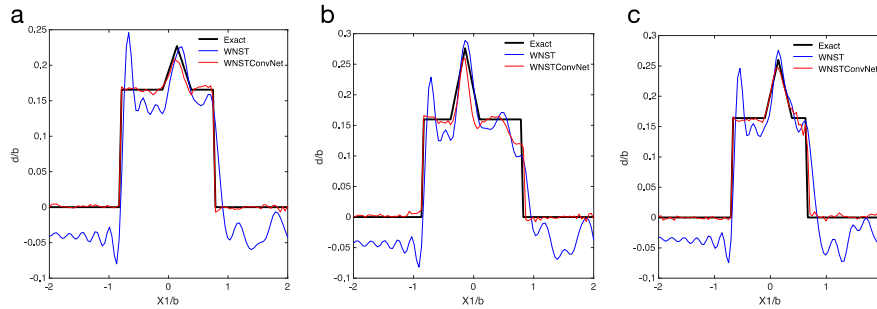 a
b
c
0.25
0.2
0.15
0.1
0.05
0
-0.05
-0.1
d/b
-2
-1
0
1
2
X1/b
Exact
WNST
WNSTConvNet
0.3
0.25
0.2
0.15
0.1
0.05
0
-0.05
-0.1
d/b
-2
-1
0
1
2
X1/b
Exact
WNST
WNSTConvNet
0.3
0.25
0.2
0.15
0.1
0.05
0
-0.05
-0.1
d/b
-2
-1
0
1
X1/b
Exact
WNST
WNSTConvNet